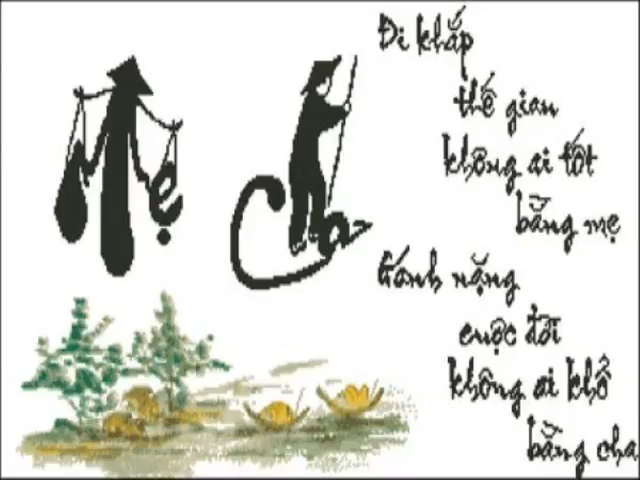 Mẹ Cha
Đi khắp
thế gian
không ai tốt
bằng mẹ
Gánh nặng
cuộc đời
không ai khổ
bằng cha